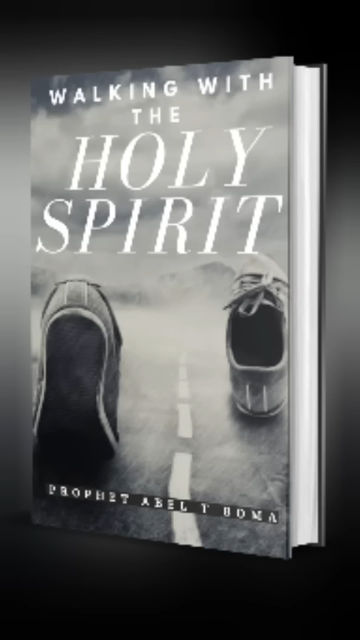 WALKING WITH
THE
HOLY
SPIRIT
PROPHET ABEL T BOMA